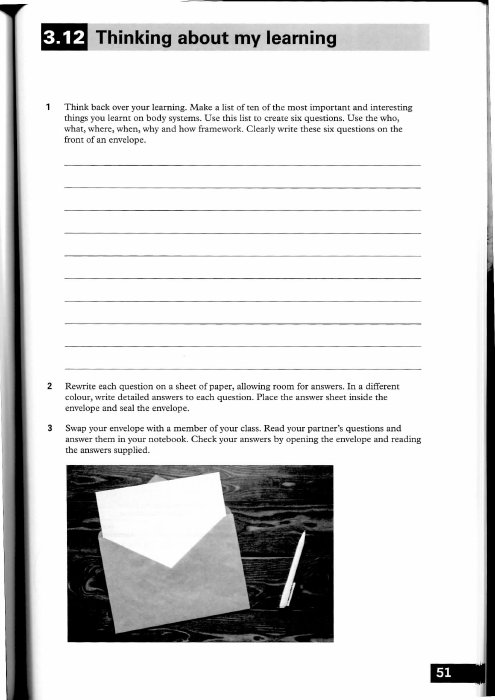 3.12 Thinking about my learning
1 Think back over your learning. Make a list of ten of the most important and interesting
things you learnt on body systems. Use this list to create six questions. Use the who,
what, where, when, why and how framework. Clearly write these six questions on the
front of an envelope.
2 Rewrite each question on a sheet of paper, allowing room for answers. In a different
colour, write detailed answers to each question. Place the answer sheet inside the
envelope and seal the envelope.
3 Swap your envelope with a member of your class. Read your partner's questions and
answer them in your notebook. Check your answers by opening the envelope and reading
the answers supplied.
51